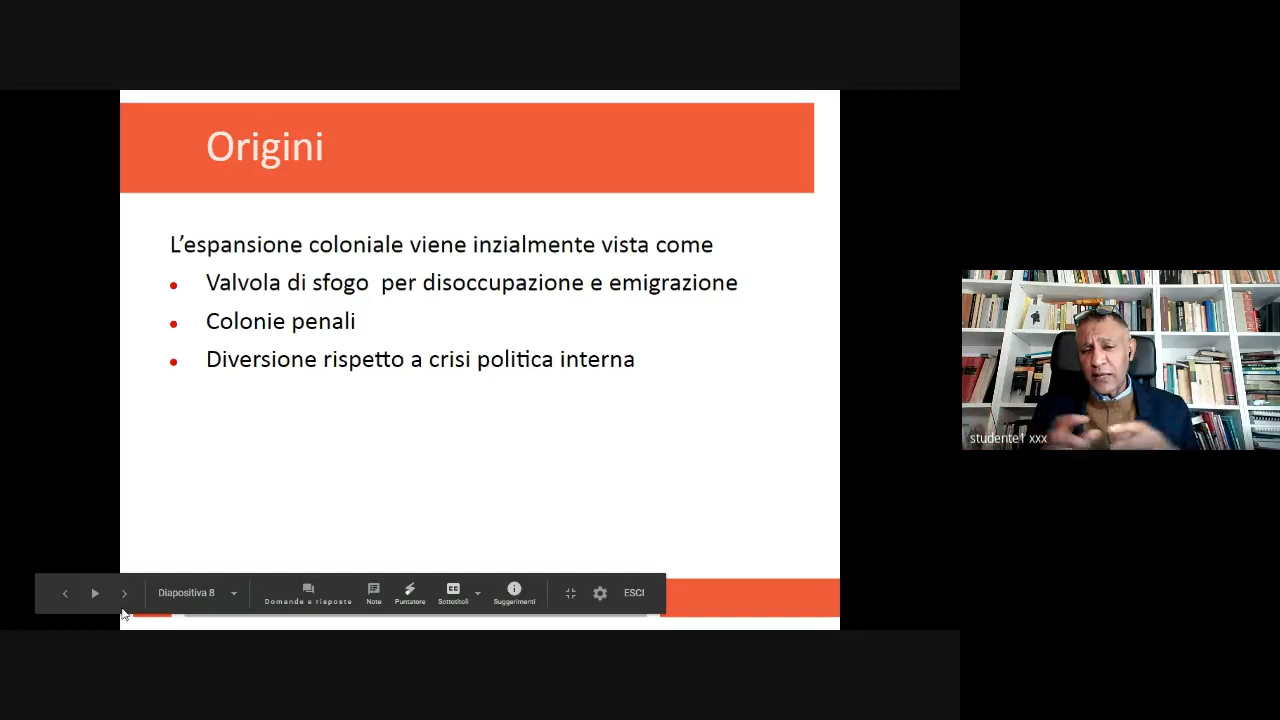 Origini
L'espansione coloniale viene inzialmente vista come
Valvola di sfogo per disoccupazione e emigrazione
Colonie penali
Diversione rispetto a crisi politica interna
studente1 xxx
Diapositiva 8
Domande e risposte
Note
Puntatore
Sottotitoli
Suggerimenti
ESCI